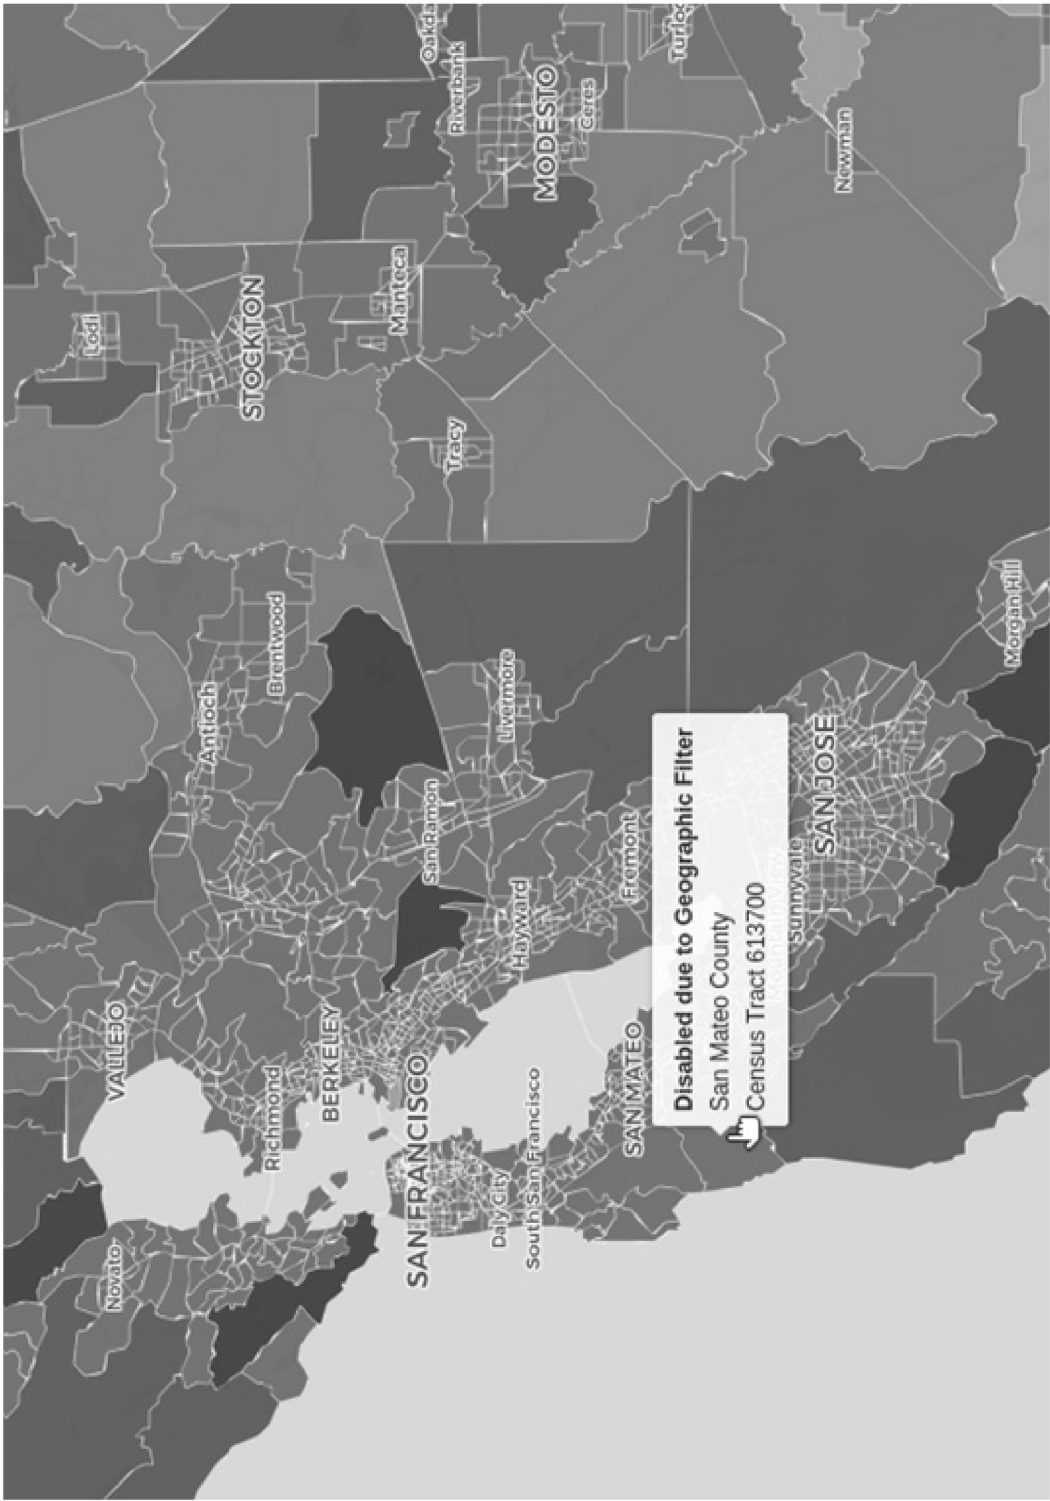 VALLEJO
Novato
Richmond
BERKELEY
SAN FRANCISCO
Daly City
South San Francisco
SAN MATEO
Antioch
Brentwood
San Ramon
Livermore
Hayward
Fremont
Disabled due to Geographic Filter
San Mateo County
Census Tract 613700
Mountain View
Sunnyvale
SAN JOSE
Morgan Hill
Lodi
STOCKTON
Manteca
Tracy
Oakda
Riverbank
MODESTO
Ceres
Turloc
Newman